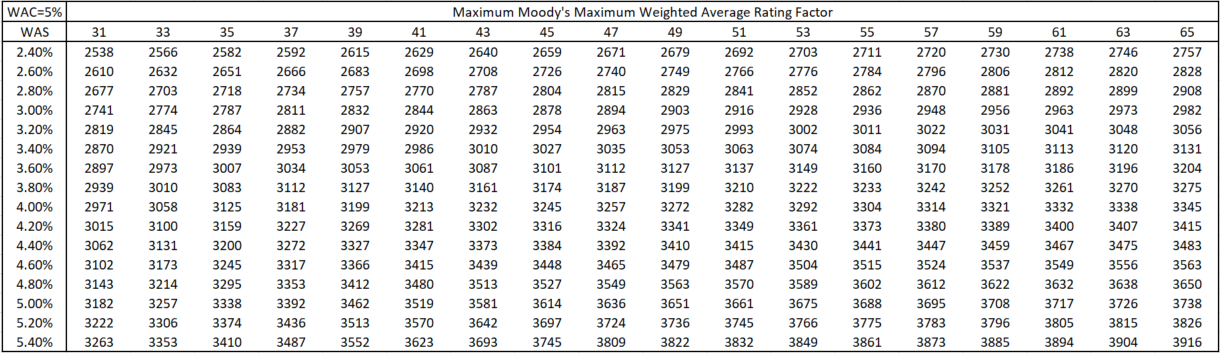 WAC=5% Maximum Moody's Maximum Weighted Average Rating Factor
WAS 31 33 35 37 39 41 43 45 47 49 51 53 55 57 59 61 63 65
2.40% 2538 2566 2582 2592 2615 2629 2640 2659 2671 2679 2692 2703 2711 2720 2730 2738 2746 2757
2.60% 2610 2632 2651 2666 2683 2698 2708 2726 2740 2749 2766 2776 2784 2796 2806 2812 2820 2828
2.80% 2677 2703 2718 2734 2757 2770 2787 2804 2815 2829 2841 2852 2862 2870 2881 2892 2899 2908
3.00% 2741 2774 2787 2811 2832 2844 2863 2878 2894 2903 2916 2928 2936 2948 2956 2963 2973 2982
3.20% 2819 2845 2864 2882 2907 2920 2932 2954 2963 2975 2993 3002 3011 3022 3031 3041 3048 3056
3.40% 2870 2921 2939 2953 2979 2986 3010 3027 3035 3053 3063 3074 3084 3094 3105 3113 3120 3131
3.60% 2897 2973 3007 3034 3053 3061 3087 3101 3112 3127 3137 3149 3160 3170 3178 3186 3196 3204
3.80% 2939 3010 3083 3112 3127 3140 3161 3174 3187 3199 3210 3222 3233 3242 3252 3261 3270 3275
4.00% 2971 3058 3125 3181 3199 3213 3232 3245 3257 3272 3282 3292 3304 3314 3321 3332 3338 3345
4.20% 3015 3100 3159 3227 3269 3281 3302 3316 3324 3341 3349 3361 3373 3380 3389 3400 3407 3415
4.40% 3062 3131 3200 3272 3327 3347 3373 3384 3392 3410 3415 3430 3441 3447 3459 3467 3475 3483
4.60% 3102 3173 3245 3317 3366 3415 3439 3448 3465 3479 3487 3504 3515 3524 3537 3549 3556 3563
4.80% 3143 3214 3295 3353 3412 3480 3513 3527 3549 3563 3570 3589 3602 3612 3622 3632 3638 3650
5.00% 3182 3257 3338 3392 3462 3519 3581 3614 3636 3651 3661 3675 3688 3695 3708 3717 3726 3738
5.20% 3222 3306 3374 3436 3513 3570 3642 3697 3724 3736 3745 3766 3775 3783 3796 3805 3815 3826
5.40% 3263 3353 3410 3487 3552 3623 3693 3745 3809 3822 3832 3849 3861 3873 3885 3894 3904 3916